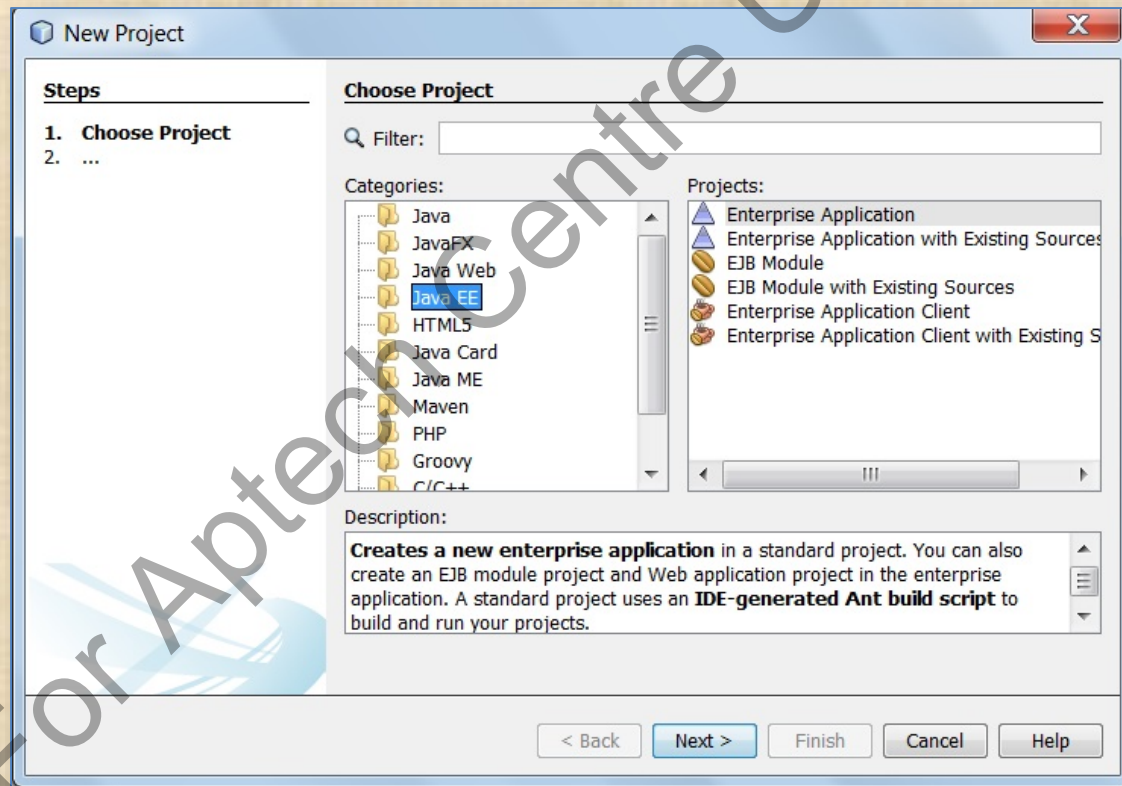 New Project
X
Steps
1. Choose Project
2. ...
Choose Project
Filter:
Categories:
Java
JavaFX
Java Web
Java EE
HTML5
Java Card
Java ME
Maven
PHP
Groovy
C/C++
Projects:
Enterprise Application
Enterprise Application with Existing Sources
EJB Module
EJB Module with Existing Sources
Enterprise Application Client
Enterprise Application Client with Existing S
Description:
Creates a new enterprise application in a standard project. You can also
create an EJB module project and Web application project in the enterprise
application. A standard project uses an IDE-generated Ant build script to
build and run your projects.
< Back
Next >
Finish
Cancel
Help
For Aptech Centre